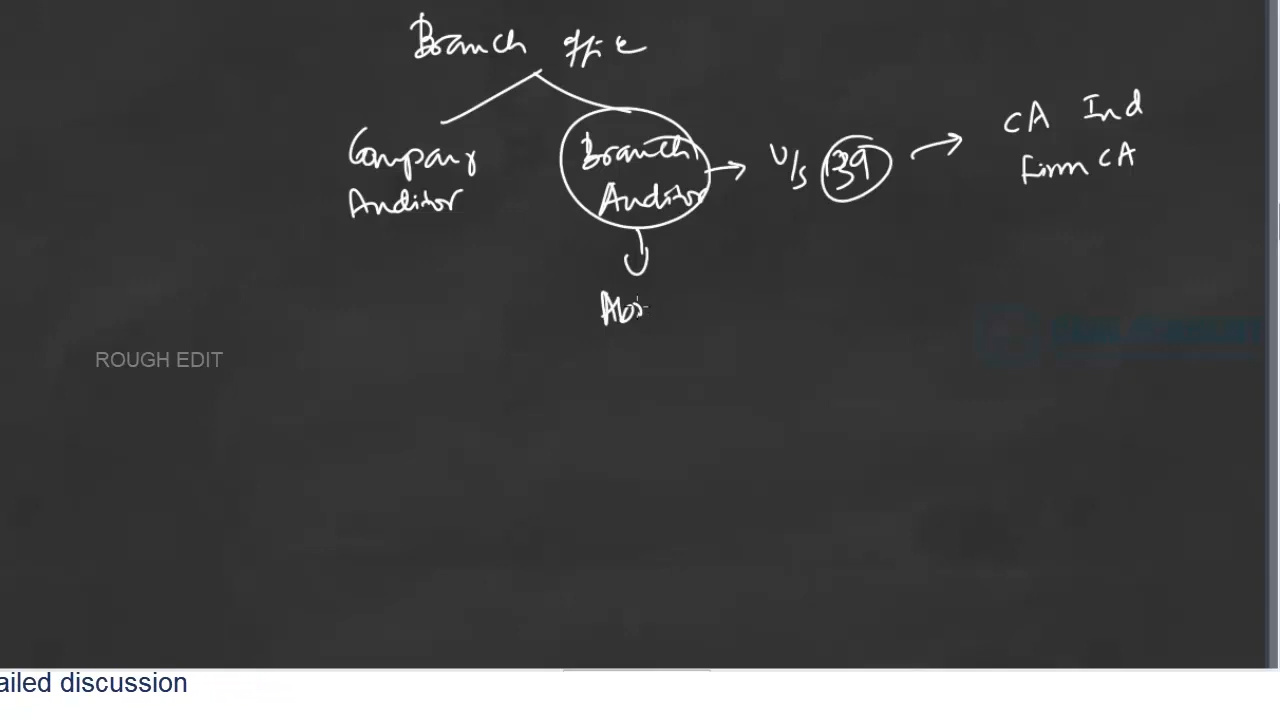 Branch office
Company
Auditor
Branch
Auditor
U/s 139
CA Ind
Firm CA
ROUGH EDIT
ailed discussion